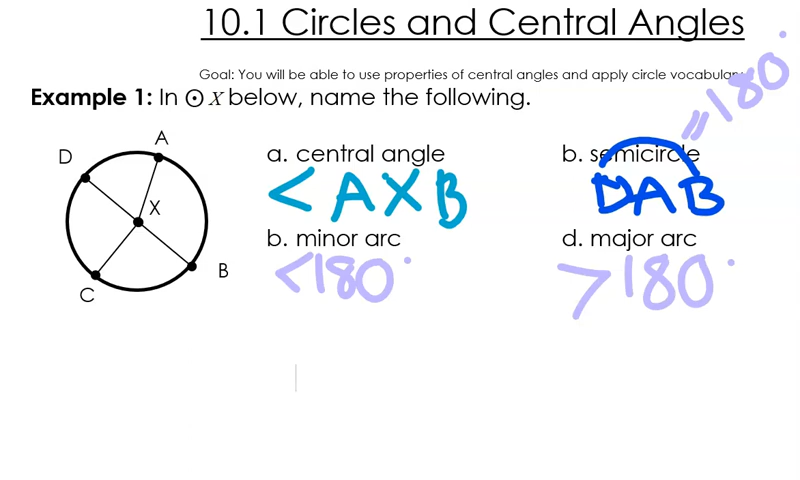 10.1 Circles and Central Angles
Goal: You will be able to use properties of central angles and apply circle vocabulary
=180°
Example 1: In ⊙ X below, name the following.
a. central angle
b. semicircle
<AXB
DAB
b. minor arc
d. major arc
<180°
>180°
A
D
X
B
C